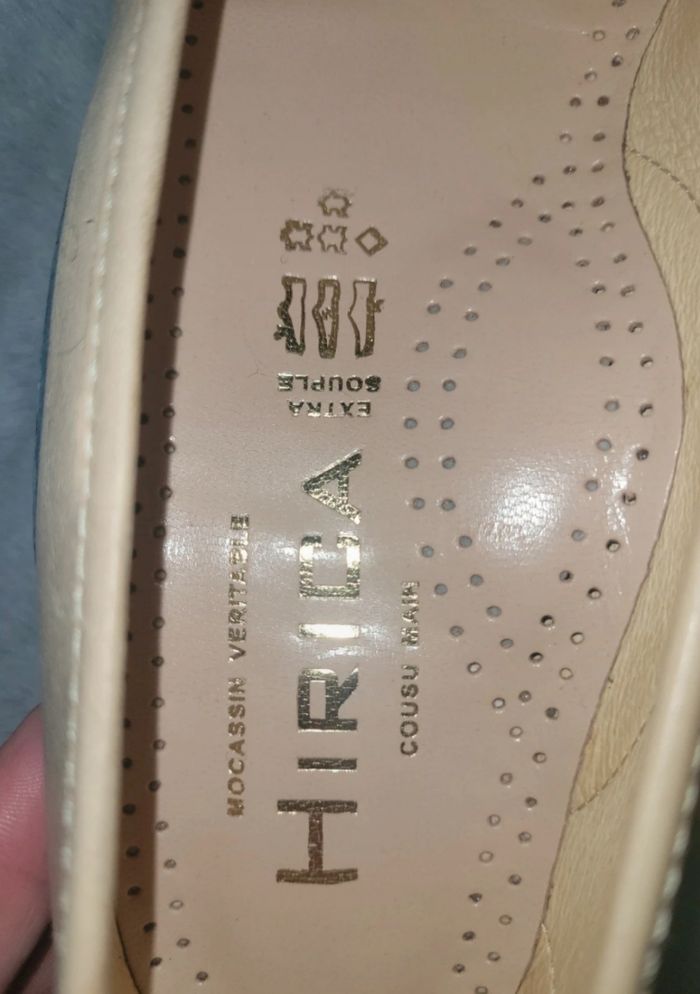 MOCASSIN VERITABLE
HIRICA
COUSU MAIN
EXTRA
SOUPLE